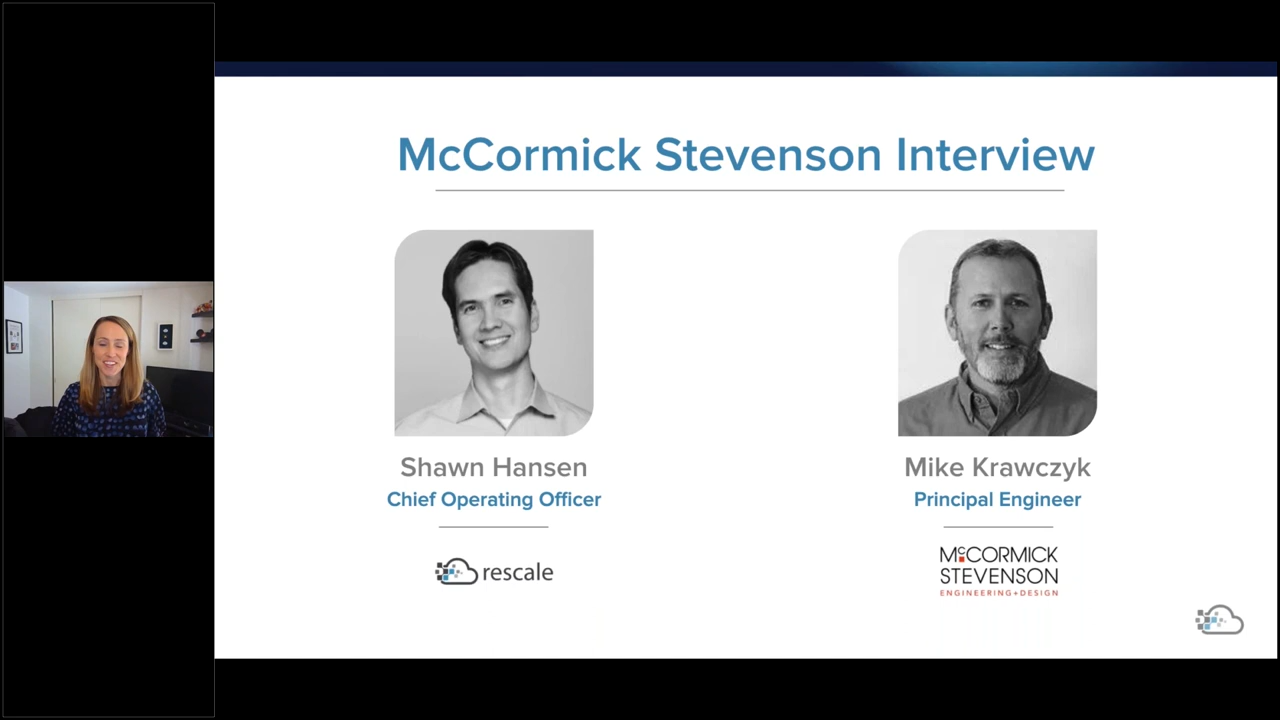 McCormick Stevenson Interview
Shawn Hansen
Chief Operating Officer
rescale
Mike Krawczyk
Principal Engineer
McCORMICK
STEVENSON
ENGINEERING+DESIGN